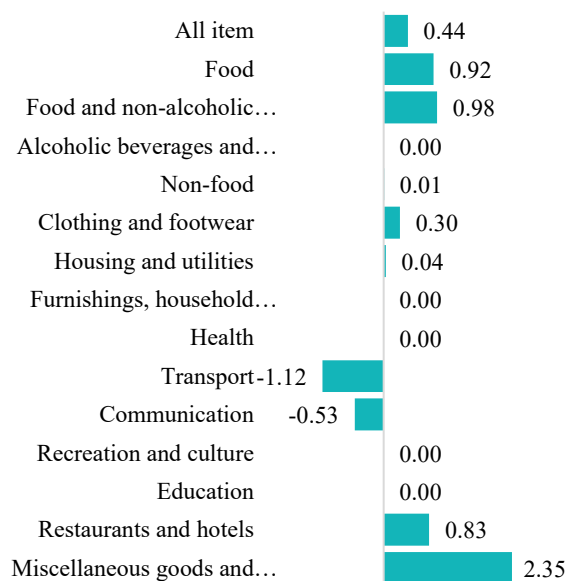 All item 0.44
Food 0.92
Food and non-alcoholic… 0.98
Alcoholic beverages and… 0.00
Non-food 0.01
Clothing and footwear 0.30
Housing and utilities 0.04
Furnishings, household… 0.00
Health 0.00
Transport -1.12
Communication -0.53
Recreation and culture 0.00
Education 0.00
Restaurants and hotels 0.83
Miscellaneous goods and… 2.35